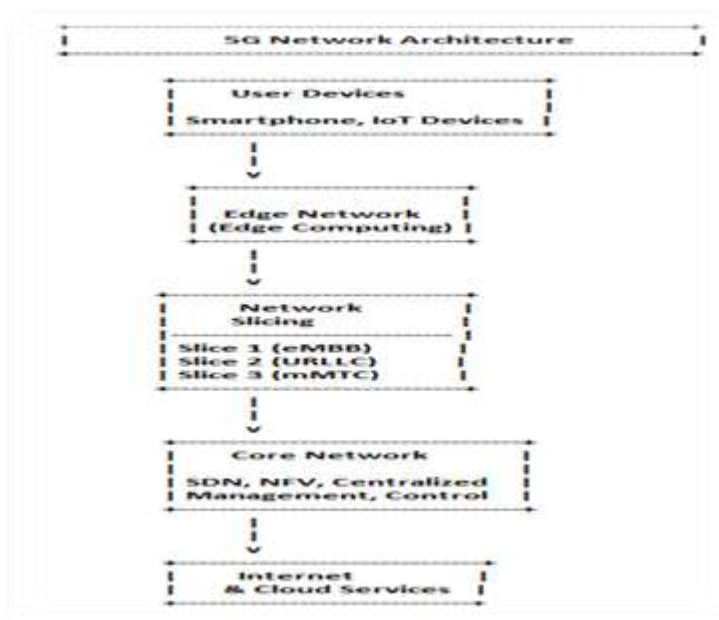 5G Network Architecture
User Devices
Smartphone, IoT Devices
Edge Network
(Edge Computing)
Network
Slicing
Slice 1 (eMBB)
Slice 2 (URLLC)
Slice 3 (mMTC)
Core Network
SDN, NFV, Centralized
Management, Control
Internet
& Cloud Services